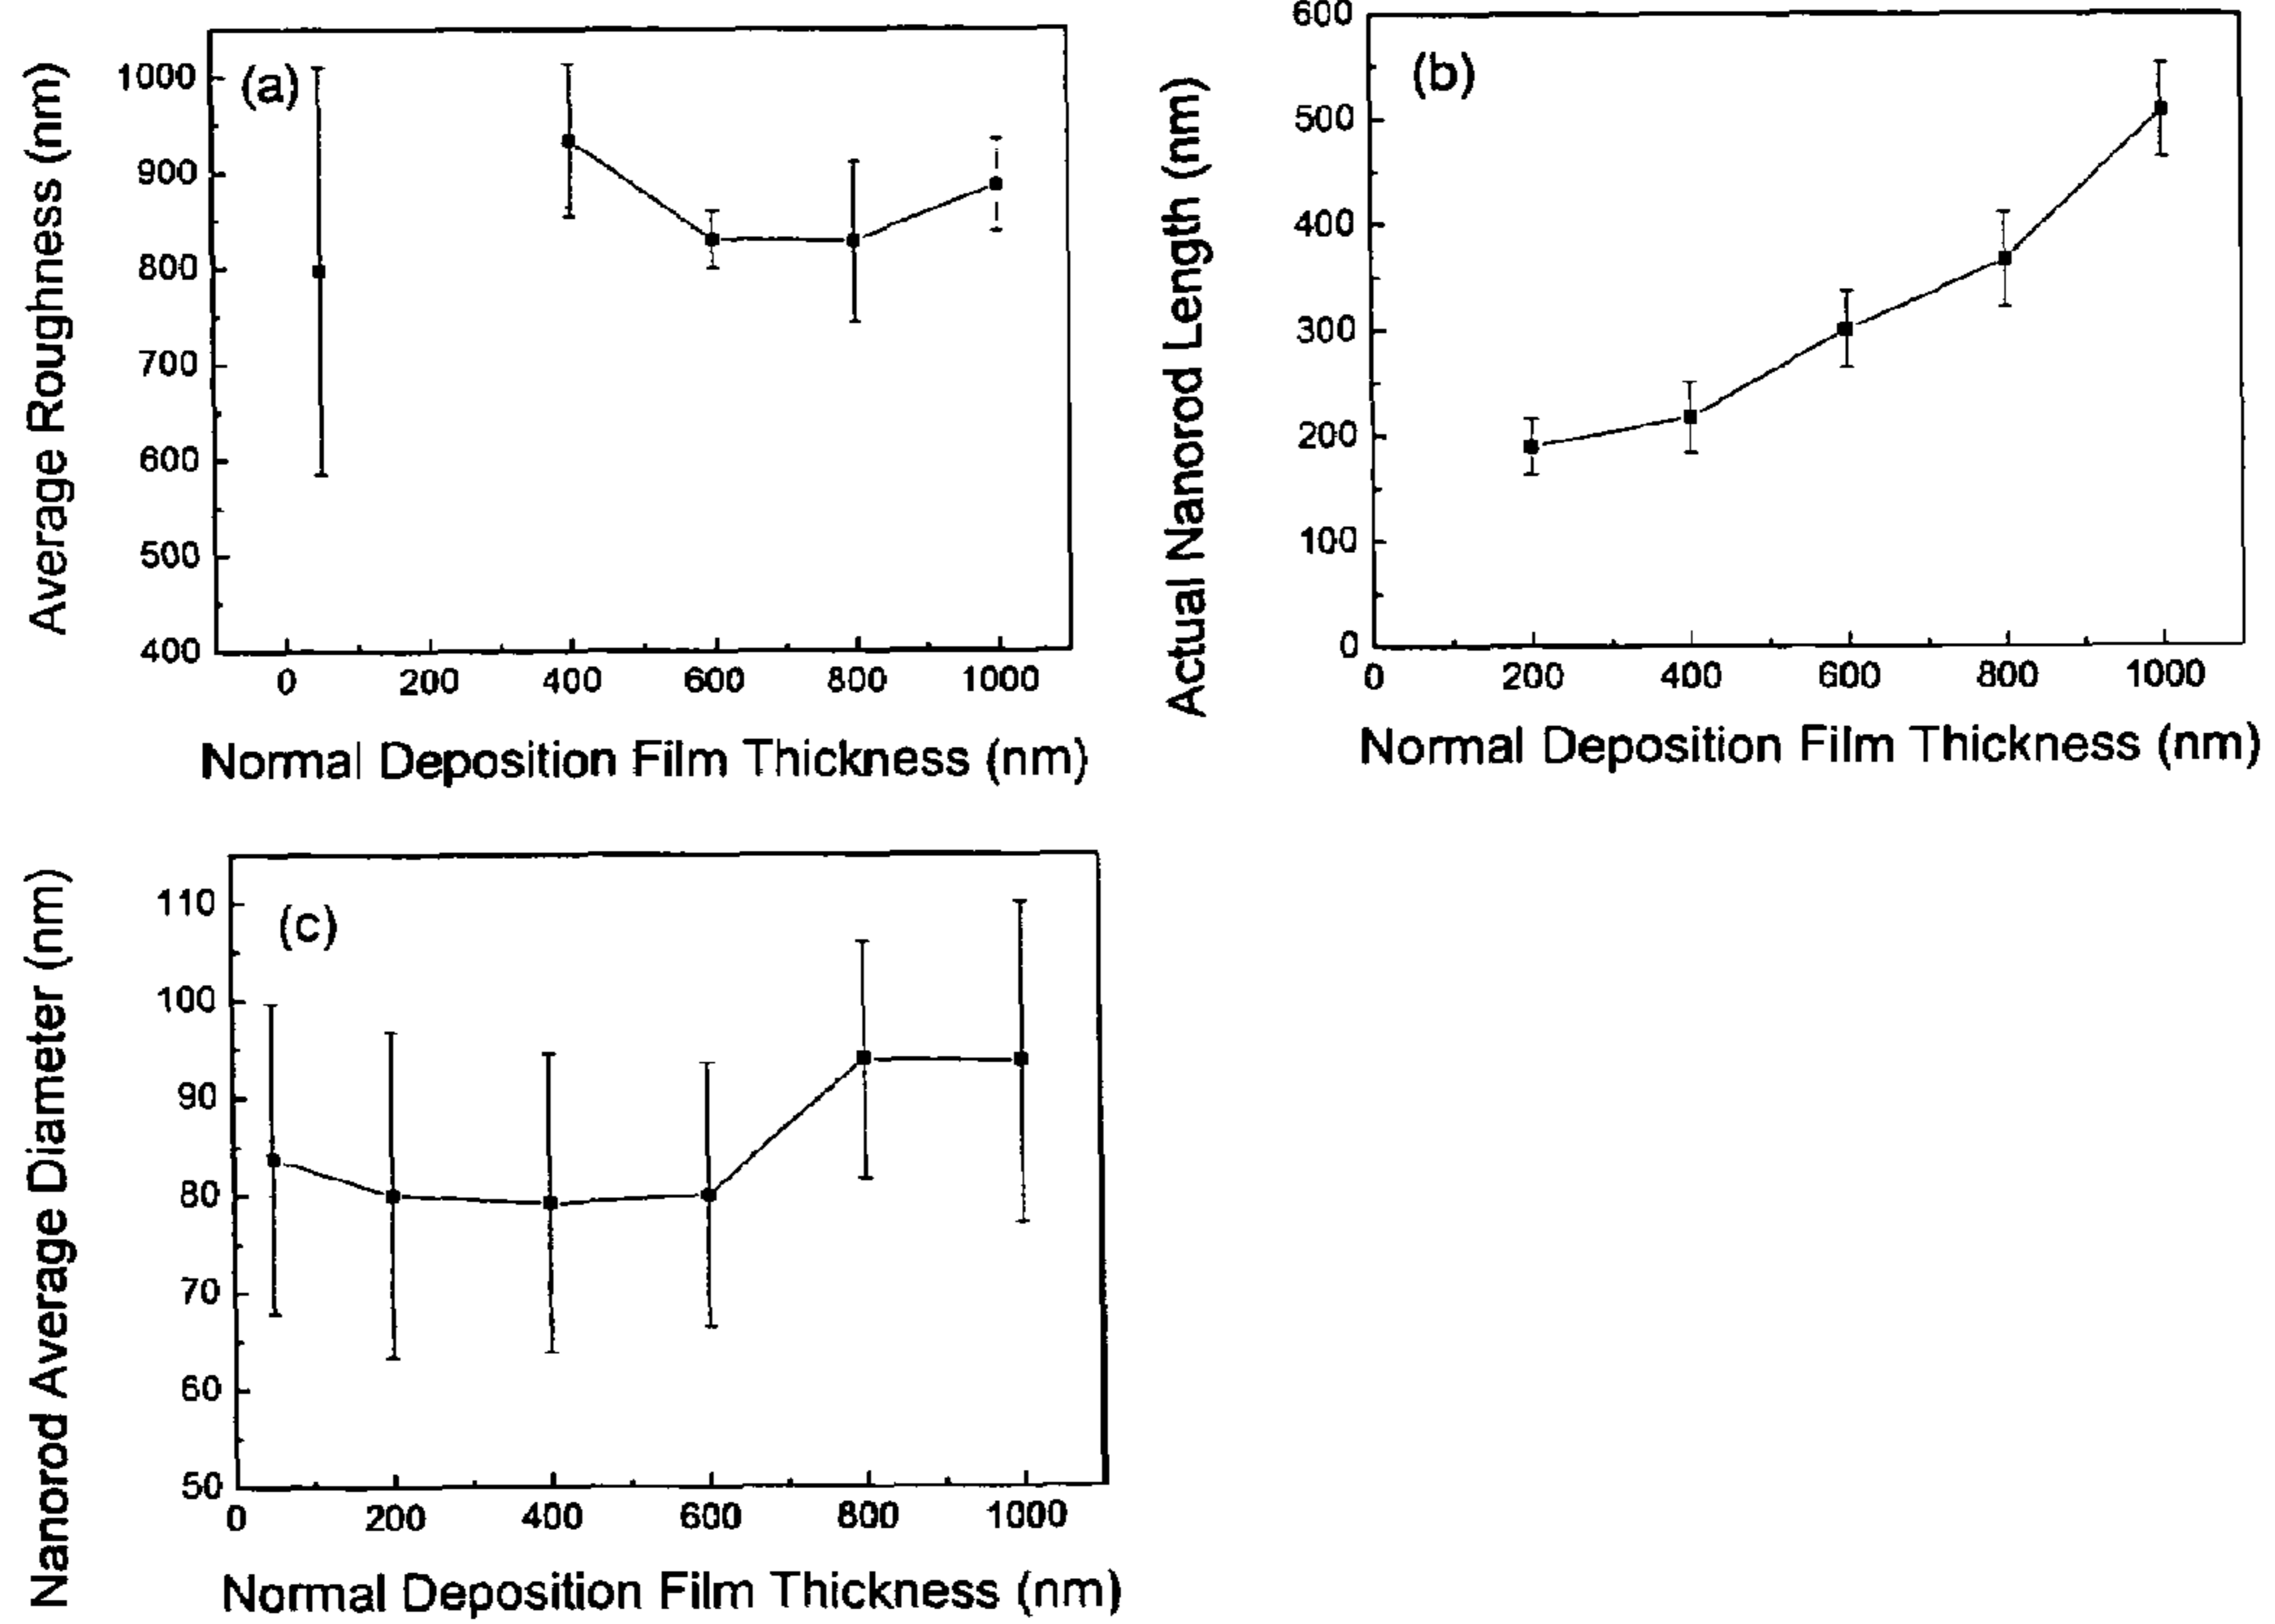 (a)
Average Roughness (nm)
1000
900
800
700
600
500
400
0 200 400 600 800 1000
Normal Deposition Film Thickness (nm)
(b)
Actual Nanorod Length (nm)
600
500
400
300
200
100
0
0 200 400 600 800 1000
Normal Deposition Film Thickness (nm)
(c)
Nanorod Average Diameter (nm)
110
100
90
80
70
60
50
0 200 400 600 800 1000
Normal Deposition Film Thickness (nm)